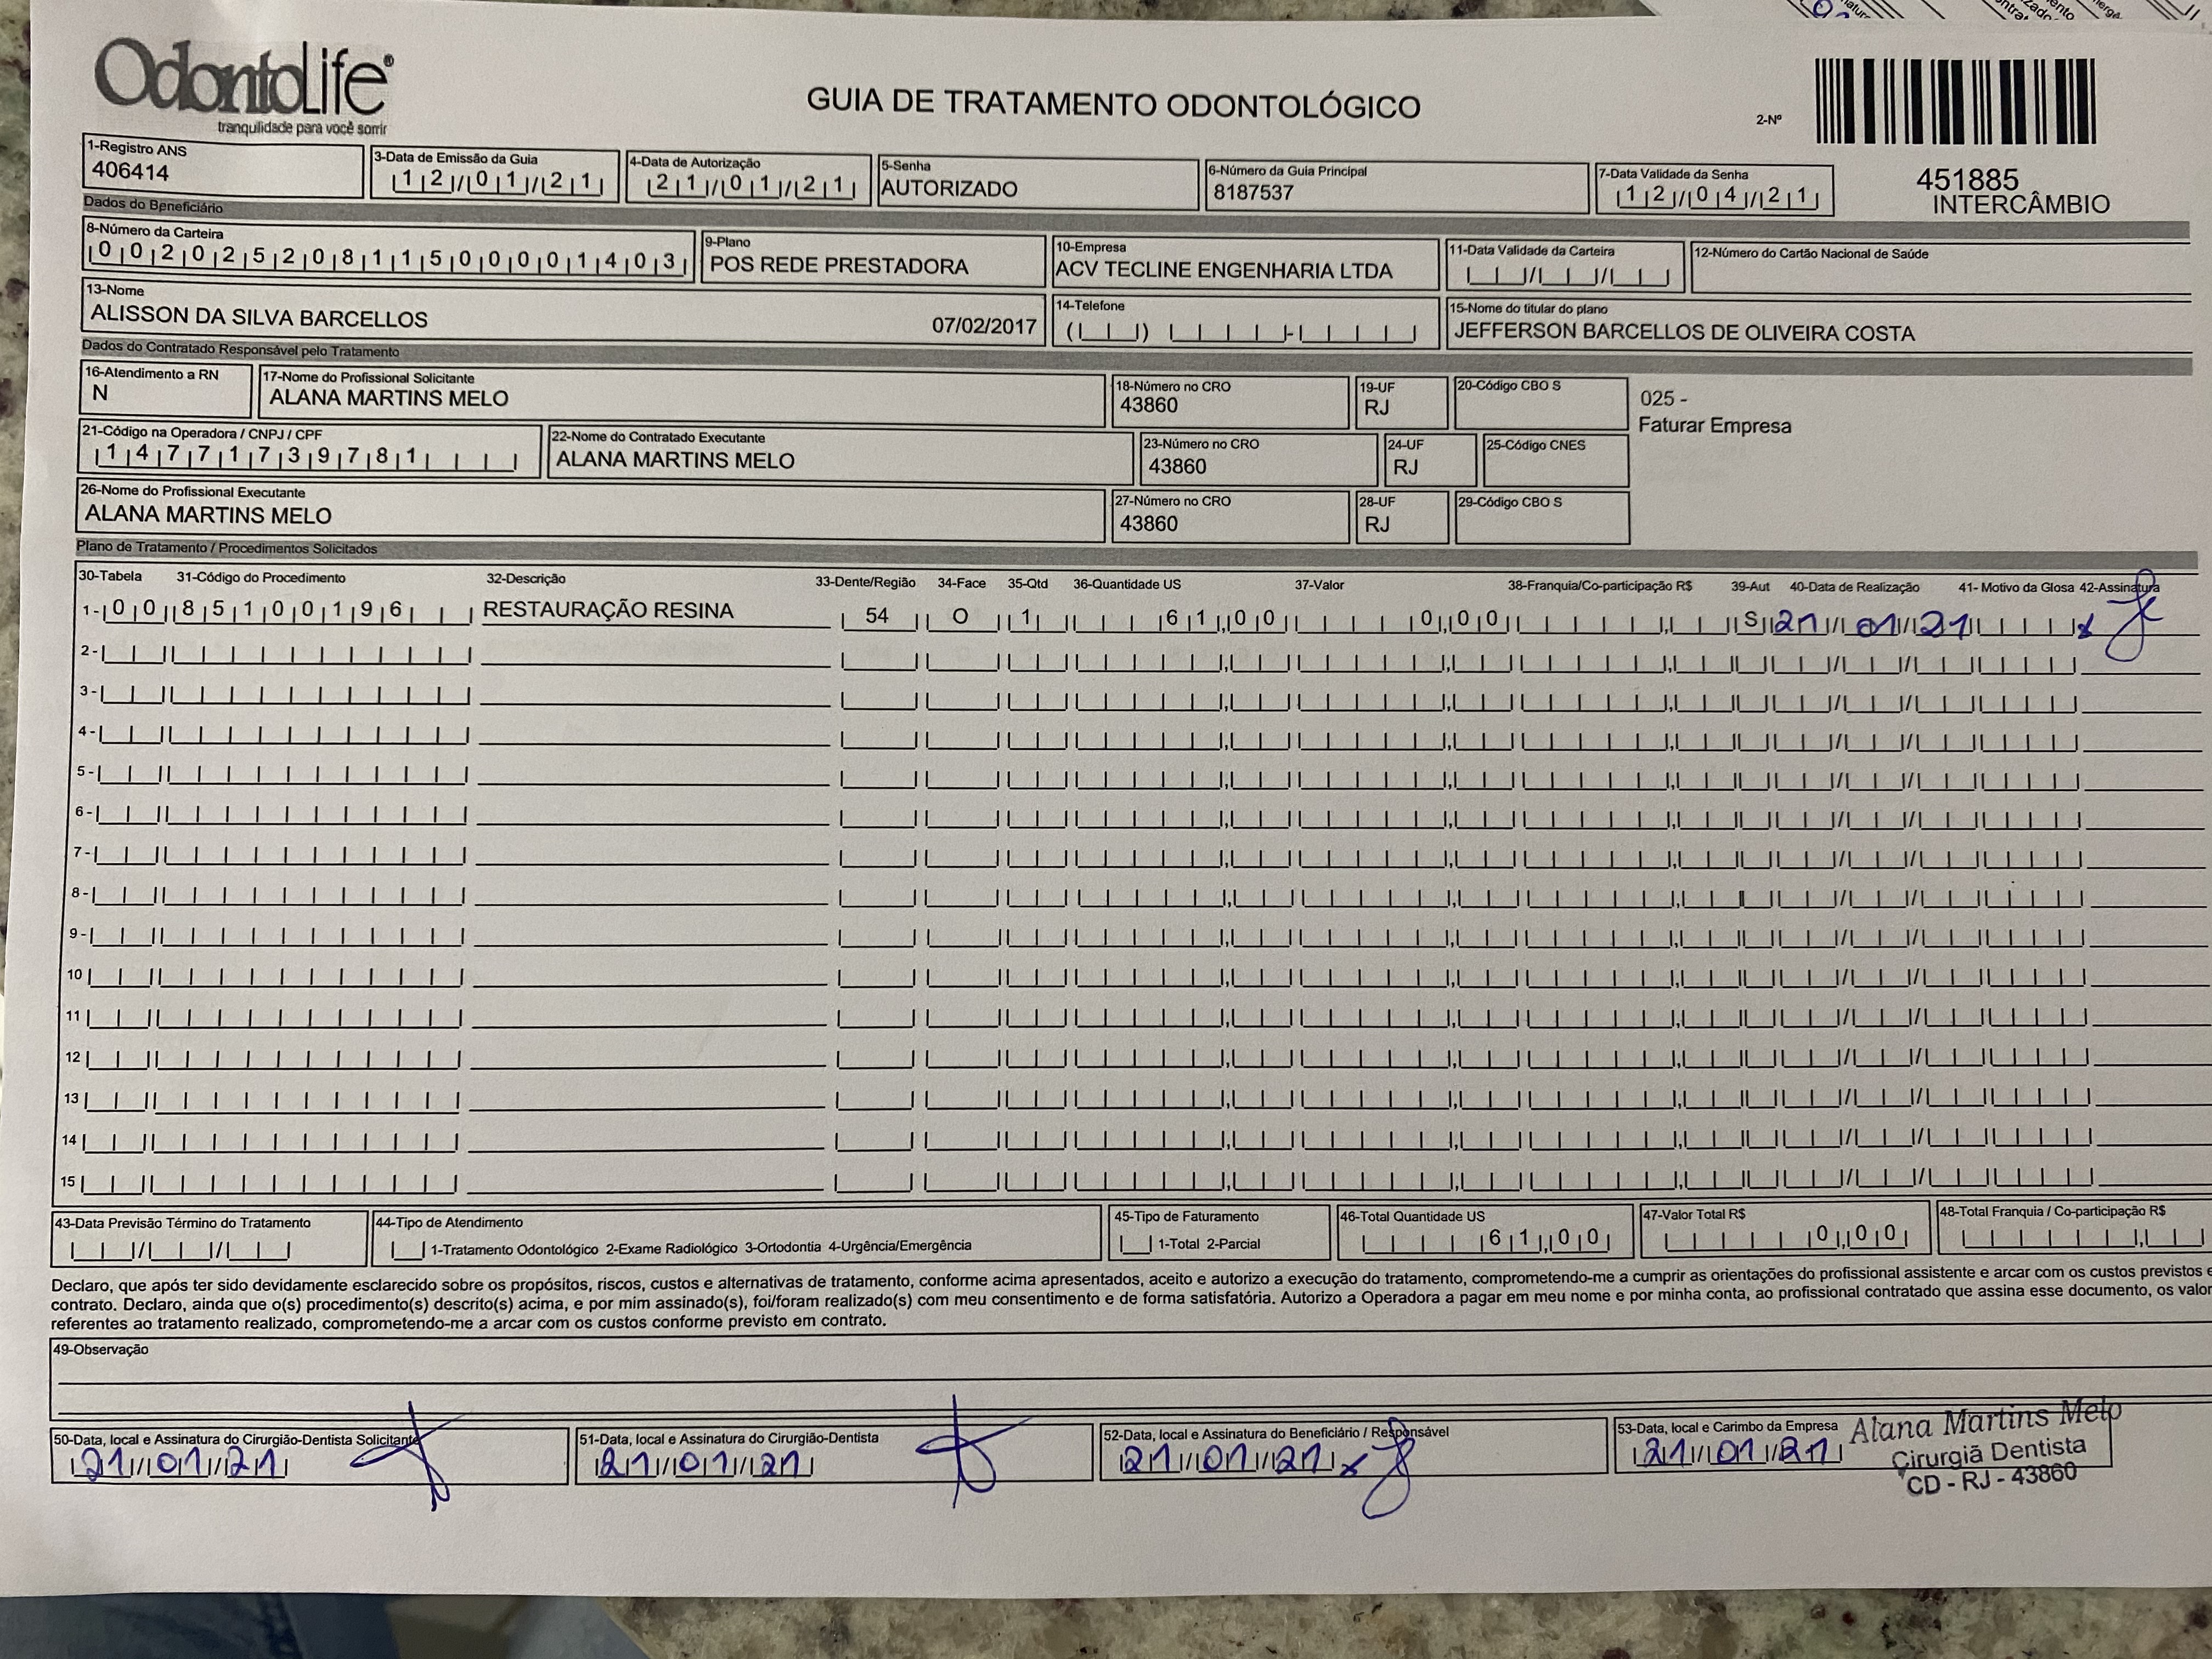 OdontoLife®
tranquilidade para você sorrir
GUIA DE TRATAMENTO ODONTOLÓGICO
2-Nº
451885
INTERCÂMBIO
1-Registro ANS
406414
3-Data de Emissão da Guia
12/01/21
4-Data de Autorização
21/01/21
5-Senha
AUTORIZADO
6-Número da Guia Principal
8187537
7-Data Validade da Senha
12/04/21
Dados do Beneficiário
8-Número da Carteira
00202520811500001403
9-Plano
POS REDE PRESTADORA
10-Empresa
ACV TECLINE ENGENHARIA LTDA
11-Data Validade da Carteira
12-Número do Cartão Nacional de Saúde
13-Nome
ALISSON DA SILVA BARCELLOS 07/02/2017
14-Telefone
15-Nome do titular do plano
JEFFERSON BARCELLOS DE OLIVEIRA COSTA
Dados do Contratado Responsável pelo Tratamento
16-Atendimento a RN
N
17-Nome do Profissional Solicitante
ALANA MARTINS MELO
18-Número no CRO
43860
19-UF
RJ
20-Código CBO S
025 -
Faturar Empresa
21-Código na Operadora / CNPJ / CPF
14771739781
22-Nome do Contratado Executante
ALANA MARTINS MELO
23-Número no CRO
43860
24-UF
RJ
25-Código CNES
26-Nome do Profissional Executante
ALANA MARTINS MELO
27-Número no CRO
43860
28-UF
RJ
29-Código CBO S
Plano de Tratamento / Procedimentos Solicitados
30-Tabela 31-Código do Procedimento 32-Descrição 33-Dente/Região 34-Face 35-Qtd 36-Quantidade US 37-Valor 38-Franquia/Co-participação R$ 39-Aut 40-Data de Realização 41- Motivo da Glosa 42-Assinatura
1- 00 85100196 RESTAURAÇÃO RESINA 54 O 1 61,00 0,00 S 21/01/21 x
2-
3-
4-
5-
6-
7-
8-
9-
10
11
12
13
14
15
43-Data Previsão Término do Tratamento
44-Tipo de Atendimento
1-Tratamento Odontológico 2-Exame Radiológico 3-Ortodontia 4-Urgência/Emergência
45-Tipo de Faturamento
1-Total 2-Parcial
46-Total Quantidade US
61,00
47-Valor Total R$
0,00
48-Total Franquia / Co-participação R$
Declaro, que após ter sido devidamente esclarecido sobre os propósitos, riscos, custos e alternativas de tratamento, conforme acima apresentados, aceito e autorizo a execução do tratamento, comprometendo-me a cumprir as orientações do profissional assistente e arcar com os custos previstos e
contrato. Declaro, ainda que o(s) procedimento(s) descrito(s) acima, e por mim assinado(s), foi/foram realizado(s) com meu consentimento e de forma satisfatória. Autorizo a Operadora a pagar em meu nome e por minha conta, ao profissional contratado que assina esse documento, os valor
referentes ao tratamento realizado, comprometendo-me a arcar com os custos conforme previsto em contrato.
49-Observação
50-Data, local e Assinatura do Cirurgião-Dentista Solicitante
21/01/21
51-Data, local e Assinatura do Cirurgião-Dentista
21/01/21
52-Data, local e Assinatura do Beneficiário / Responsável
21/01/21 x
53-Data, local e Carimbo da Empresa
21/01/21
Alana Martins Melo
Cirurgiã Dentista
CD - RJ - 43860